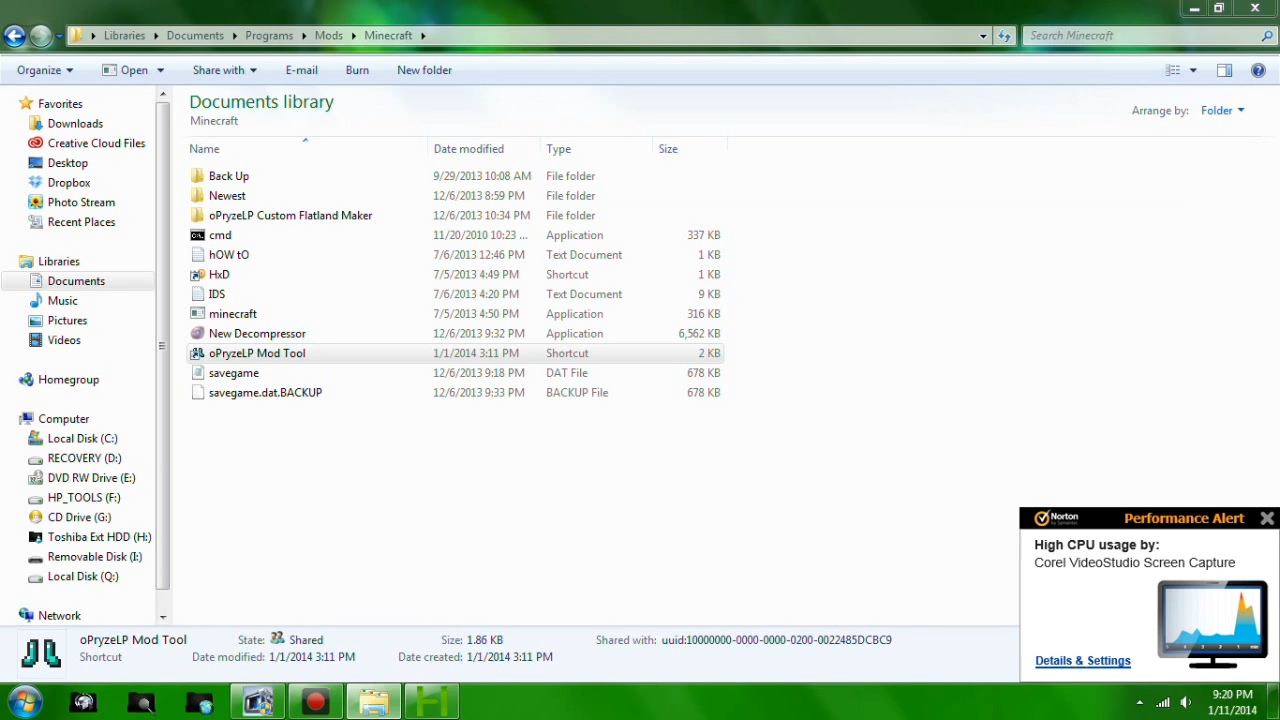 Libraries Documents Programs Mods Minecraft Search Minecraft
Organize Open Share with E-mail Burn New folder
Documents library
Minecraft
Arrange by: Folder
Name Date modified Type Size
Back Up 9/29/2013 10:08 AM File folder
Newest 12/6/2013 8:59 PM File folder
oPryzeLP Custom Flatland Maker 12/6/2013 10:34 PM File folder
cmd 11/20/2010 10:23 ... Application 337 KB
hOW tO 7/6/2013 12:46 PM Text Document 1 KB
HxD 7/5/2013 4:49 PM Shortcut 1 KB
IDS 7/6/2013 4:20 PM Text Document 9 KB
minecraft 7/5/2013 4:50 PM Application 316 KB
New Decompressor 12/6/2013 9:32 PM Application 6,562 KB
oPryzeLP Mod Tool 1/1/2014 3:11 PM Shortcut 2 KB
savegame 12/6/2013 9:18 PM DAT File 678 KB
savegame.dat.BACKUP 12/6/2013 9:33 PM BACKUP File 678 KB
Favorites
Downloads
Creative Cloud Files
Desktop
Dropbox
Photo Stream
Recent Places
Libraries
Documents
Music
Pictures
Videos
Homegroup
Computer
Local Disk (C:)
RECOVERY (D:)
DVD RW Drive (E:)
HP_TOOLS (F:)
CD Drive (G:)
Toshiba Ext HDD (H:)
Removable Disk (I:)
Local Disk (Q:)
Network
Norton
by Symantec
Performance Alert
High CPU usage by:
Corel VideoStudio Screen Capture
Details & Settings
oPryzeLP Mod Tool State: Shared Size: 1.86 KB Shared with: uuid:10000000-0000-0000-0200-0022485DCBC9
Shortcut Date modified: 1/1/2014 3:11 PM Date created: 1/1/2014 3:11 PM
9:20 PM
1/11/2014